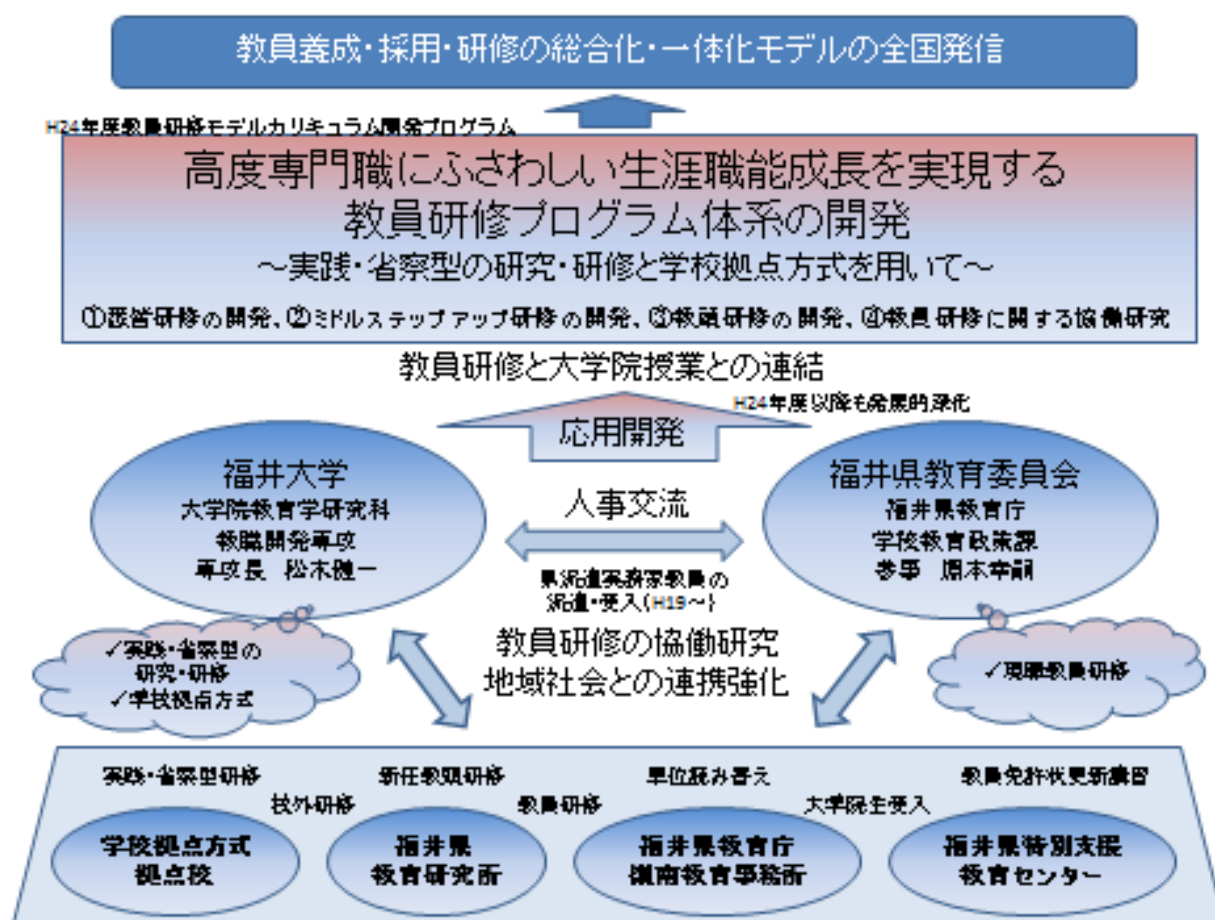 教員養成・採用・研修の総合化・一体化モデルの全国発信
H24年度教員研修モデルカリキュラム開発プログラム
高度専門職にふさわしい生涯職能成長を実現する
教員研修プログラム体系の開発
～実践・省察型の研究・研修と学校拠点方式を用いて～
①悉皆研修の開発、②ミドルステップアップ研修の開発、③教頭研修の開発、④教員研修に関する協働研究
教員研修と大学院授業との連結
H24年度以降も発展的深化
応用開発
福井大学
大学院教育学研究科
教職開発専攻
専攻長 松木健一
人事交流
県派遣実務家教員の
派遣・受入(H19～)
福井県教育委員会
福井県教育庁
学校教育政策課
参事
✓実践・省察型の
研究・研修
✓学校拠点方式
教員研修の協働研究
地域社会との連携強化
✓現職教員研修
実践・省察型研修
新任教頭研修
単位読み替え
教員免許状更新講習
校外研修
教員研修
大学院生受入
学校拠点方式
拠点校
福井県
教育研究所
福井県教育庁
嶺南教育事務所
福井県特別支援
教育センター